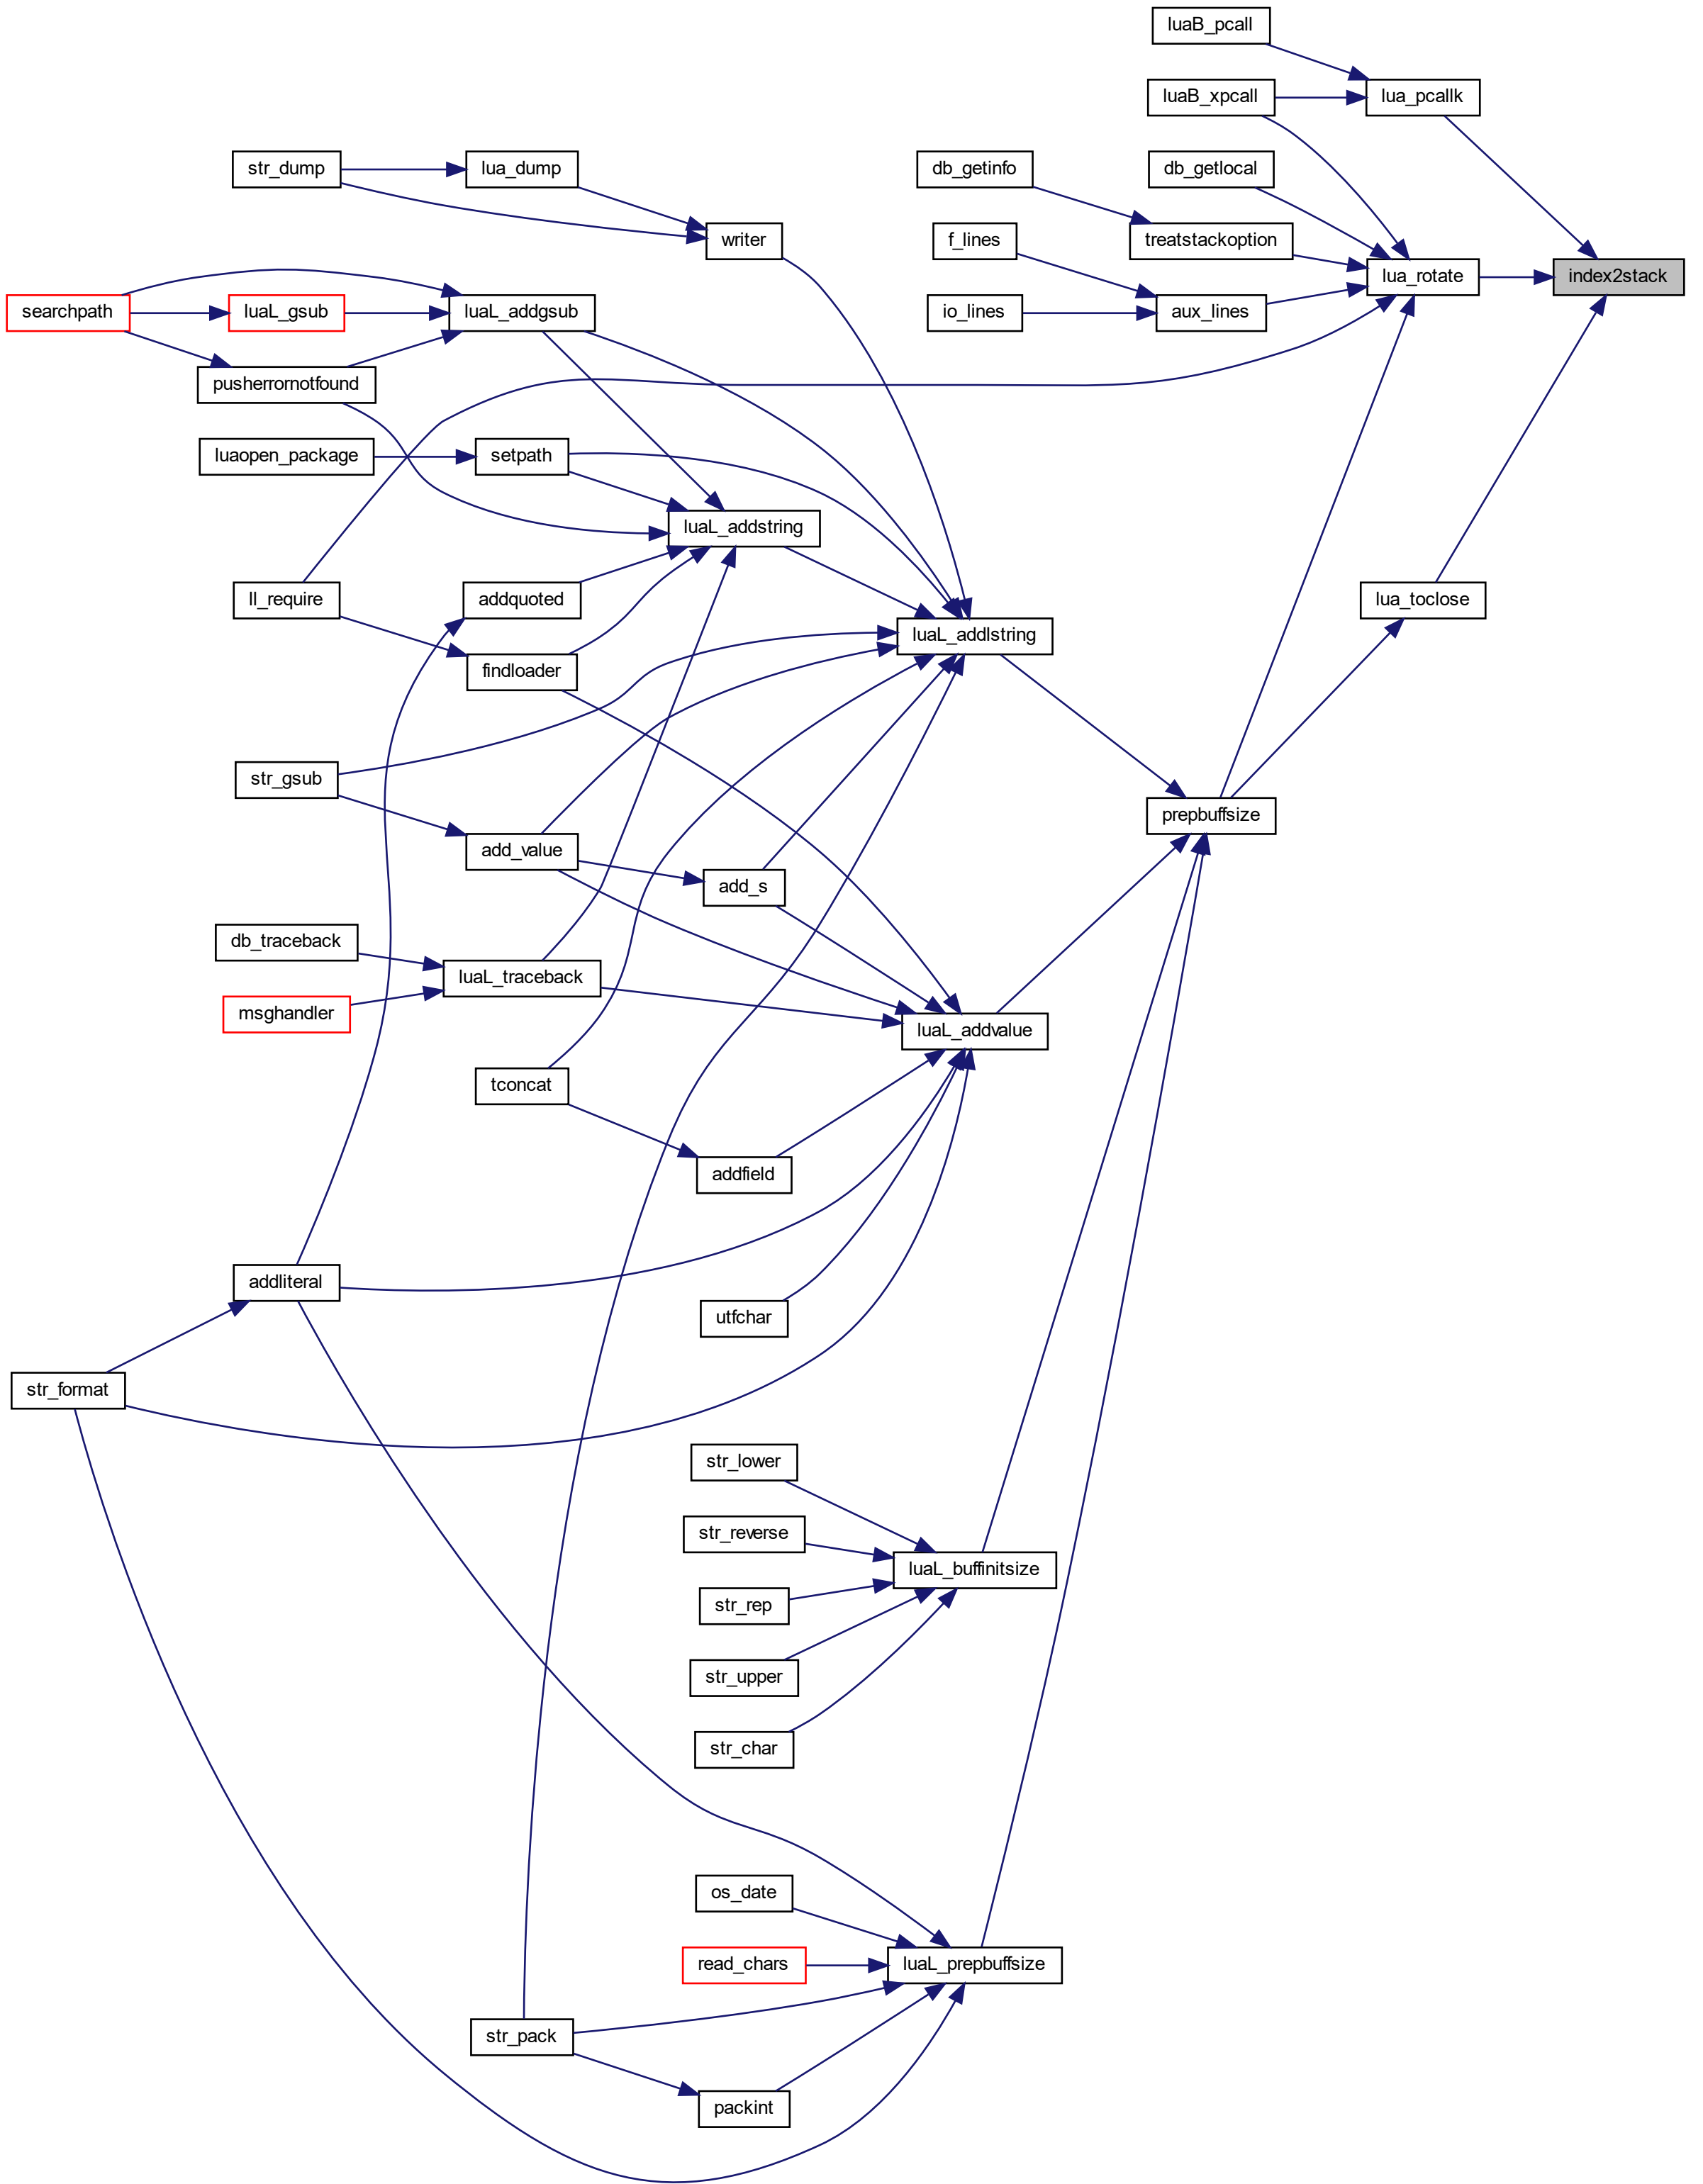 luaB_pcall
luaB_xpcall
lua_pcallk
str_dump
lua_dump
db_getinfo
db_getlocal
writer
f_lines
treatstackoption
lua_rotate
index2stack
searchpath
luaL_gsub
luaL_addgsub
io_lines
aux_lines
pusherrornotfound
luaopen_package
setpath
luaL_addstring
ll_require
addquoted
lua_toclose
luaL_addlstring
findloader
str_gsub
prepbuffsize
add_value
add_s
db_traceback
luaL_traceback
msghandler
luaL_addvalue
tconcat
addfield
addliteral
utfchar
str_format
str_lower
str_reverse
luaL_buffinitsize
str_rep
str_upper
str_char
os_date
read_chars
luaL_prepbuffsize
str_pack
packint